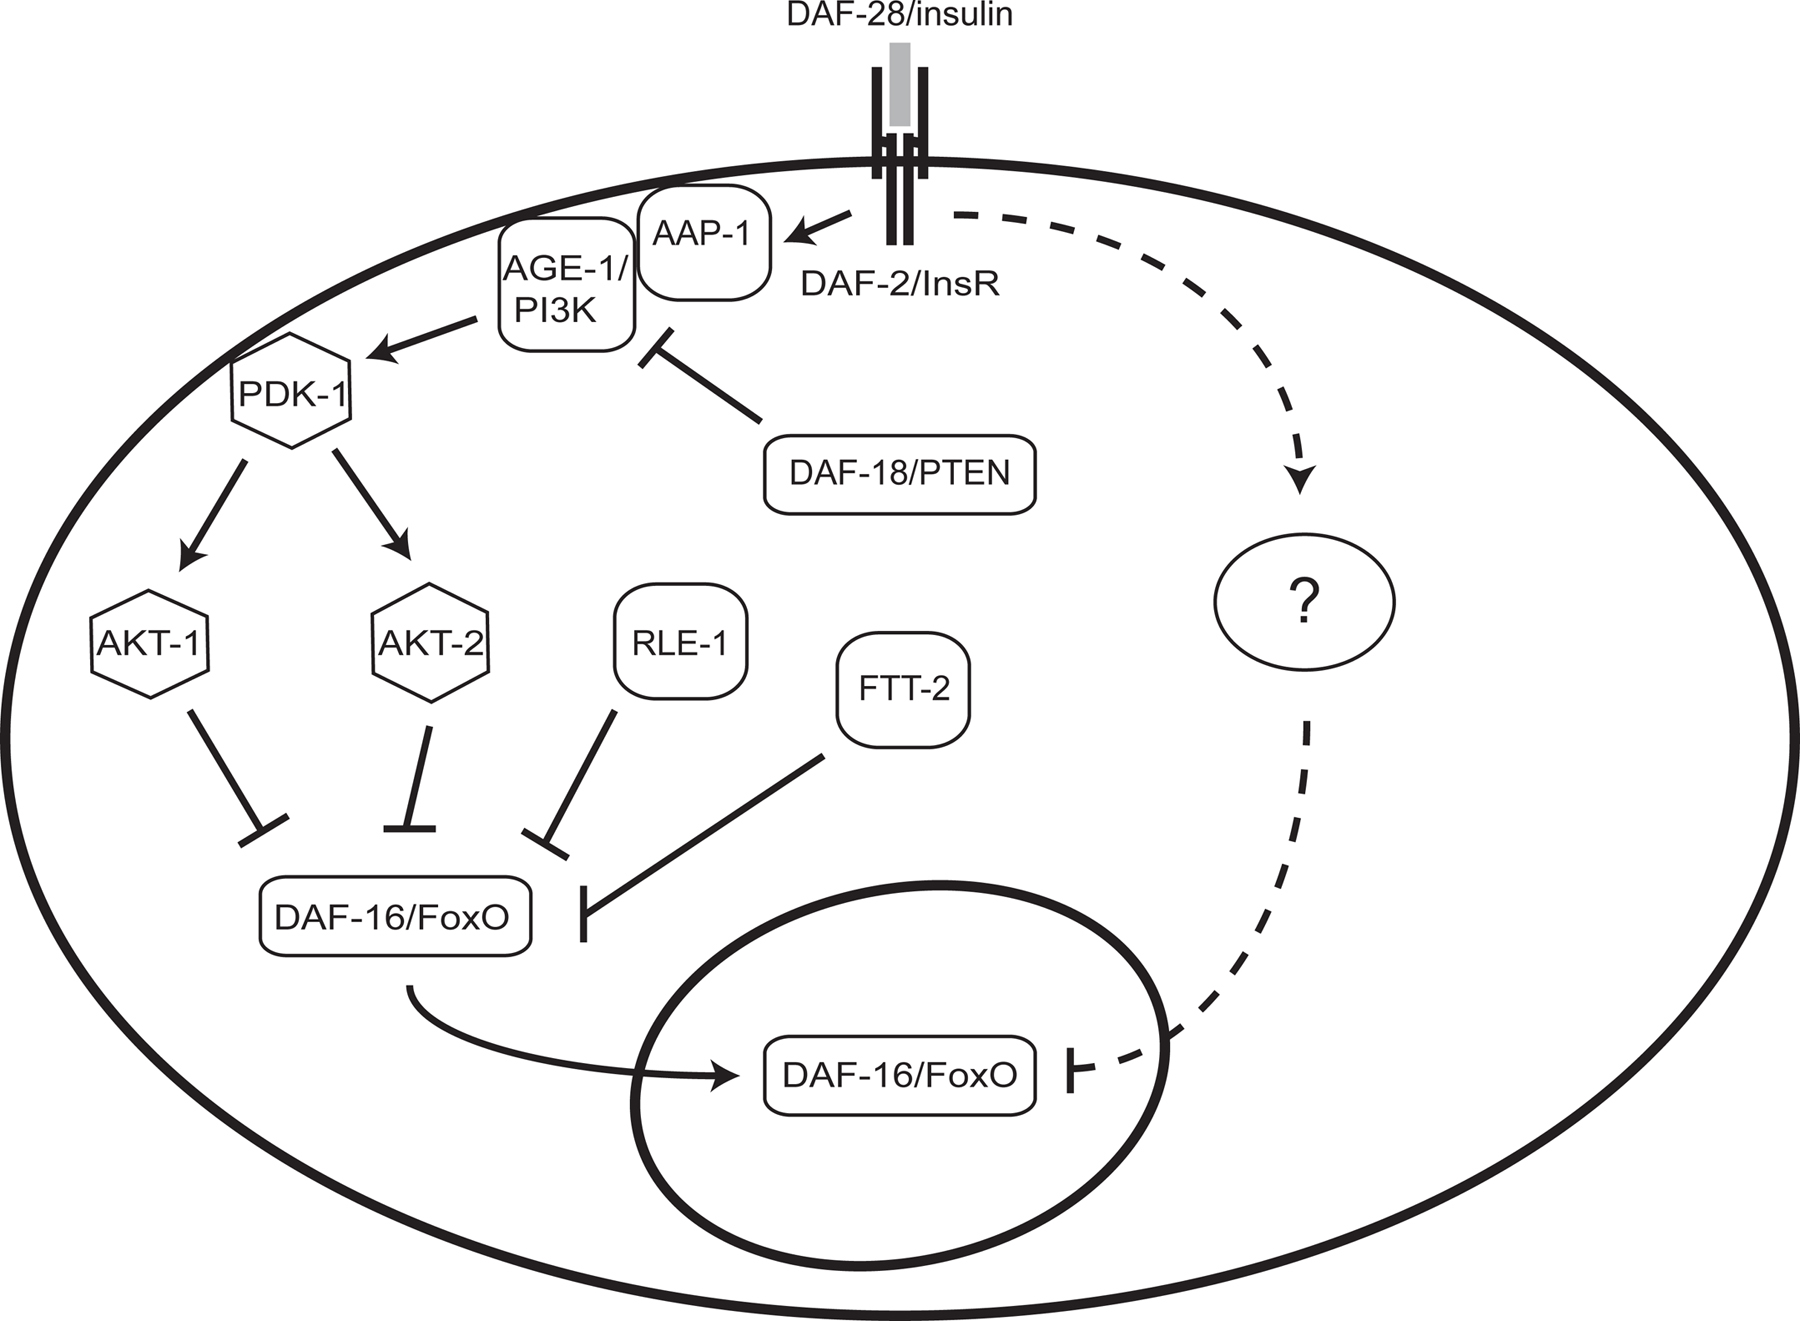 DAF-28/insulin
AAP-1
AGE-1/
PI3K
DAF-2/InsR
PDK-1
DAF-18/PTEN
?
AKT-1
AKT-2
RLE-1
FTT-2
DAF-16/FoxO
DAF-16/FoxO